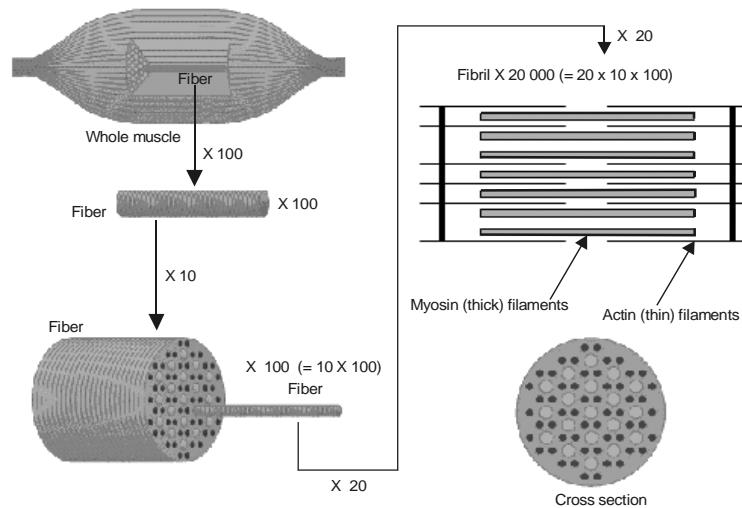 Fiber
Whole muscle
X 100
Fiber
X 100
X 10
Fiber
X 100 (= 10 X 100)
Fiber
X 20
X 20
Fibril X 20 000 (= 20 x 10 x 100)
Myosin (thick) filaments
Actin (thin) filaments
Cross section